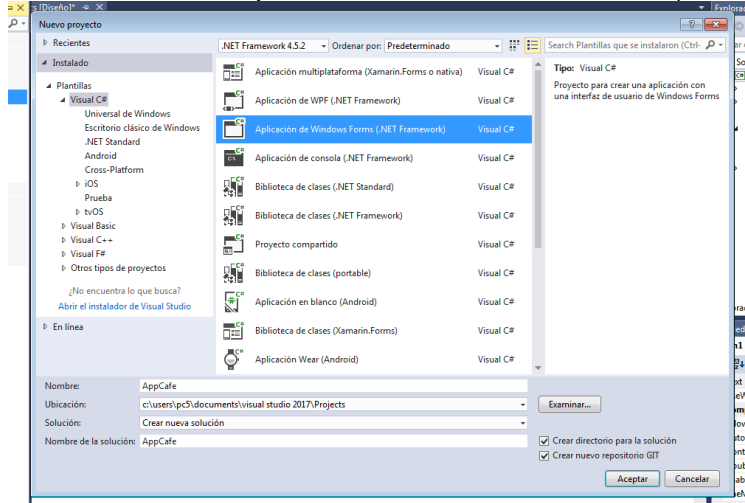 [Diseño]*
Nuevo proyecto
Recientes
.NET Framework 4.5.2 Ordenar por: Predeterminado
Search Plantillas que se instalaron (Ctrl-
Instalado
Plantillas
Visual C#
Universal de Windows
Escritorio clásico de Windows
.NET Standard
Android
Cross-Platform
iOS
Prueba
tvOS
Visual Basic
Visual C++
Visual F#
Otros tipos de proyectos
¿No encuentra lo que busca?
Abrir el instalador de Visual Studio
En línea
Aplicación multiplataforma (Xamarin.Forms o nativa) Visual C#
Aplicación de WPF (.NET Framework) Visual C#
Aplicación de Windows Forms (.NET Framework) Visual C#
Aplicación de consola (.NET Framework) Visual C#
Biblioteca de clases (.NET Standard) Visual C#
Biblioteca de clases (.NET Framework) Visual C#
Proyecto compartido Visual C#
Biblioteca de clases (portable) Visual C#
Aplicación en blanco (Android) Visual C#
Biblioteca de clases (Xamarin.Forms) Visual C#
Aplicación Wear (Android) Visual C#
Tipo: Visual C#
Proyecto para crear una aplicación con
una interfaz de usuario de Windows Forms
Nombre: AppCafe
Ubicación: c:\users\pc5\documents\visual studio 2017\Projects Examinar...
Solución: Crear nueva solución
Nombre de la solución: AppCafe
Crear directorio para la solución
Crear nuevo repositorio GIT
Aceptar Cancelar